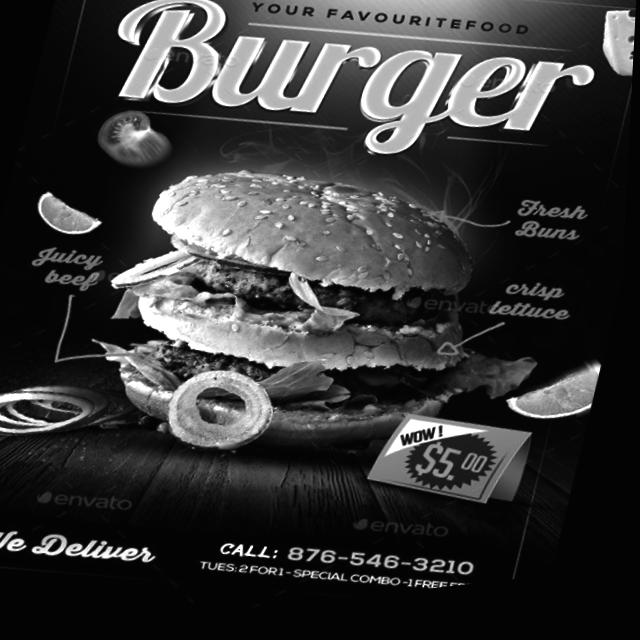 YOUR FAVOURITEFOOD
Burger
Fresh
Buns
Juicy
beef
crisp
lettuce
envato
WOW!
$5.00
envato
envato
We Deliver
CALL: 876-546-3210
TUES: 2 FOR 1 - SPECIAL COMBO - 1 FREE